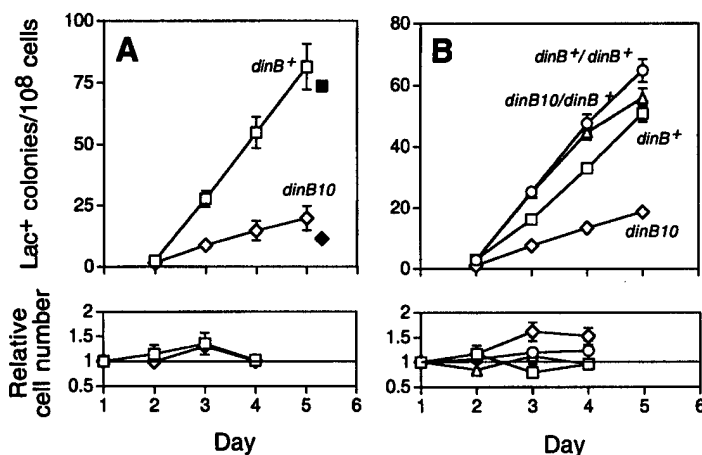 A
Lac+ colonies/10^8 cells
100
75
50
25
0
dinB+
dinB10
B
80
60
40
20
0
dinB+/dinB+
dinB10/dinB+
dinB+
dinB10
Relative
cell number
2
1.5
1
0.5
1 2 3 4 5 6
Day
2
1.5
1
0.5
1 2 3 4 5 6
Day